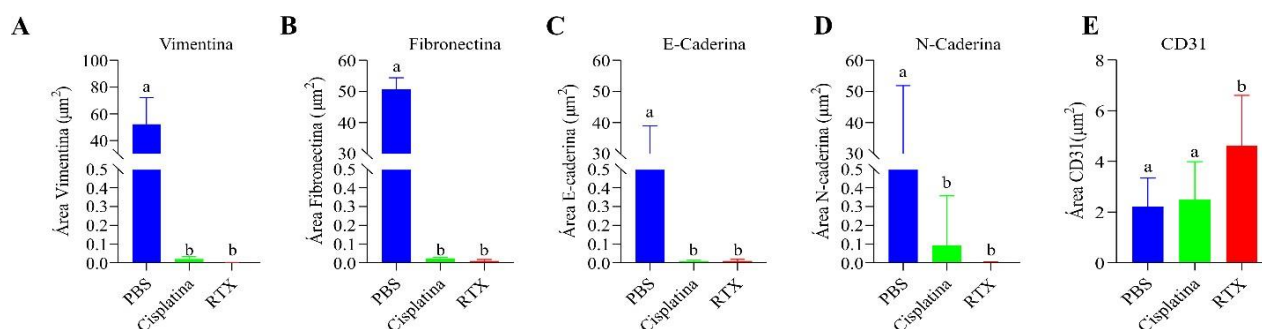 A
Vimentina
Área Vimentina (µm²)
100
80
60
40
0.5
0.4
0.3
0.2
0.1
0.0
a
b
b
PBS
Cisplatina
RTX
B
Fibronectina
Área Fibronectina (µm²)
60
50
40
30
0.5
0.4
0.3
0.2
0.1
0.0
a
b
b
PBS
Cisplatina
RTX
C
E-Caderina
Área E-caderina (µm²)
60
50
40
30
0.5
0.4
0.3
0.2
0.1
0.0
a
b
b
PBS
Cisplatina
RTX
D
N-Caderina
Área N-caderina (µm²)
60
50
40
30
0.5
0.4
0.3
0.2
0.1
0.0
a
b
b
PBS
Cisplatina
RTX
E
CD31
Área CD31(µm²)
8
6
4
2
0
a
a
b
PBS
Cisplatina
RTX